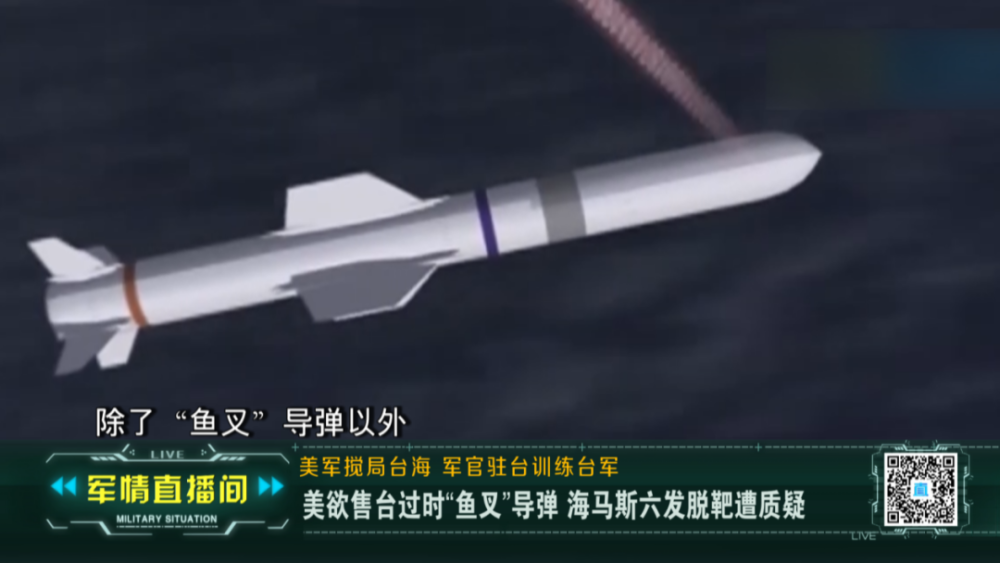 除了“鱼叉”导弹以外
LIVE
军情直播间
MILITARY SITUATION
美军搅局台海 军官驻台训练台军
美欲售台过时“鱼叉”导弹 海马斯六发脱靶遭质疑
LIVE